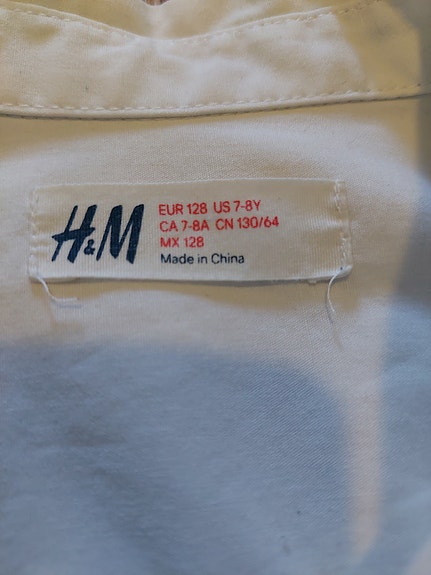 H&M
EUR 128 US 7-8Y
CA 7-8A CN 130/64
MX 128
Made in China